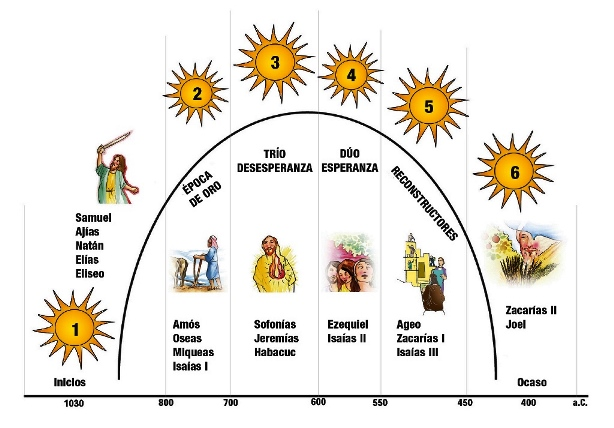 1
Inicios
Samuel
Ajías
Natán
Elías
Eliseo
2
ÉPOCA
DE ORO
Amós
Oseas
Miqueas
Isaías I
3
TRÍO
DESESPERANZA
Sofonías
Jeremías
Habacuc
4
DÚO
ESPERANZA
Ezequiel
Isaías II
5
RECONSTRUCTORES
Ageo
Zacarías I
Isaías III
6
Zacarías II
Joel
Ocaso
1030 800 700 600 550 450 400 a.C.